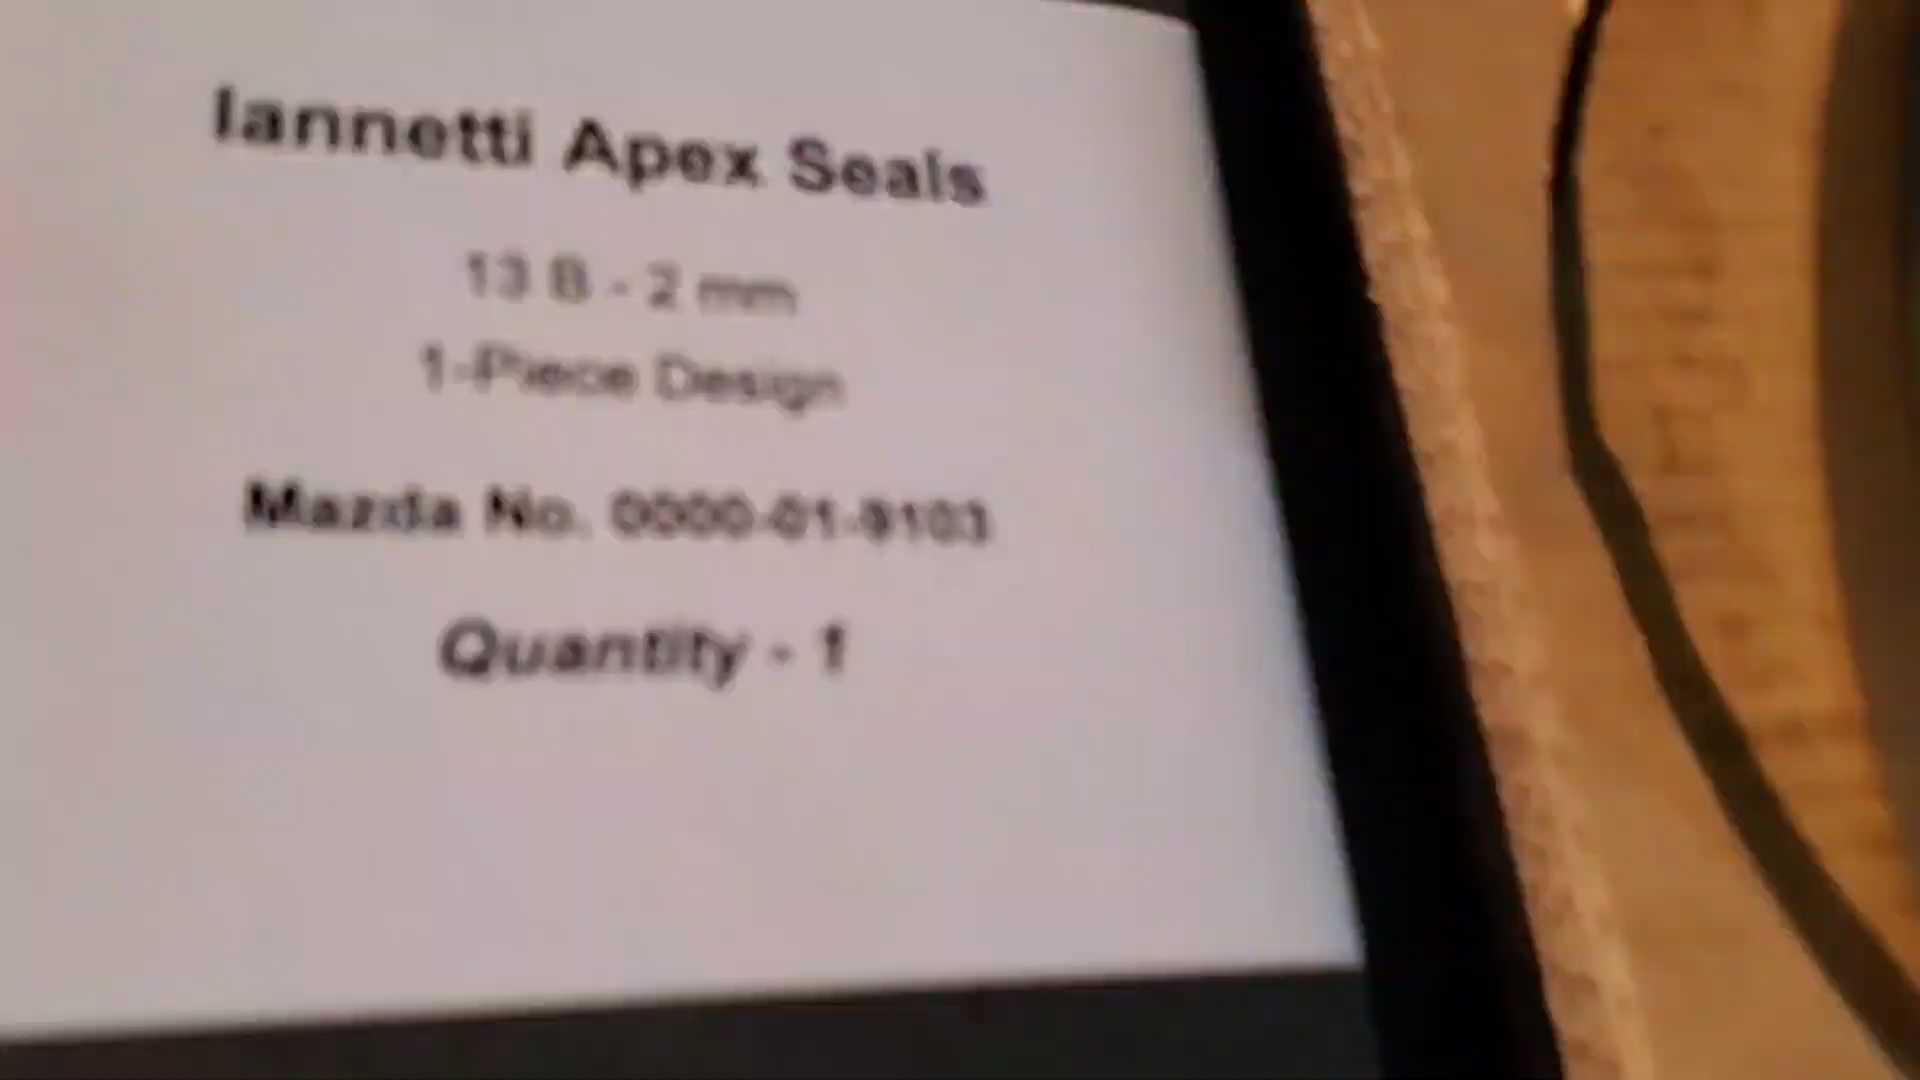 Iannetti Apex Seals
13 B - 2 mm
1-Piece Design
Mazda No. 0000-01-9103
Quantity - 1